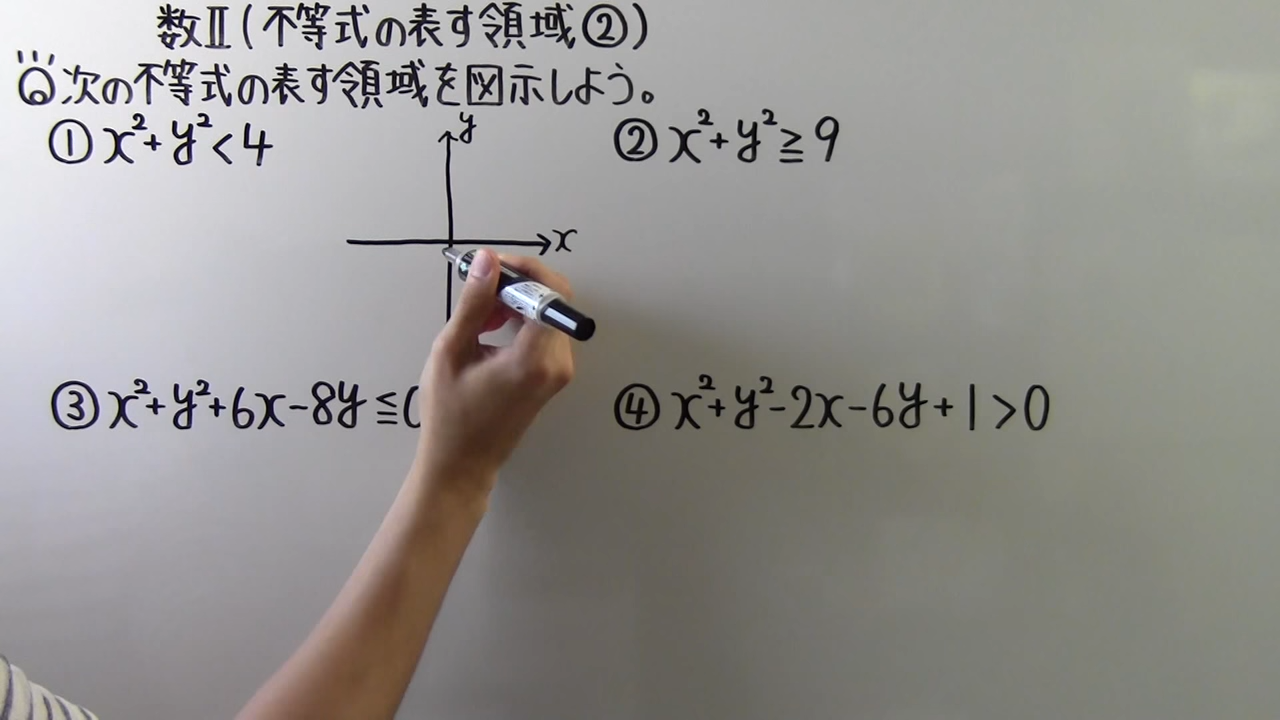 数Ⅱ(不等式の表す領域②)
Q次の不等式の表す領域を図示しよう。
① x²+y²<4
y
x
② x²+y²≧9
③ x²+y²+6x-8y≦0
④ x²+y²-2x-6y+1>0